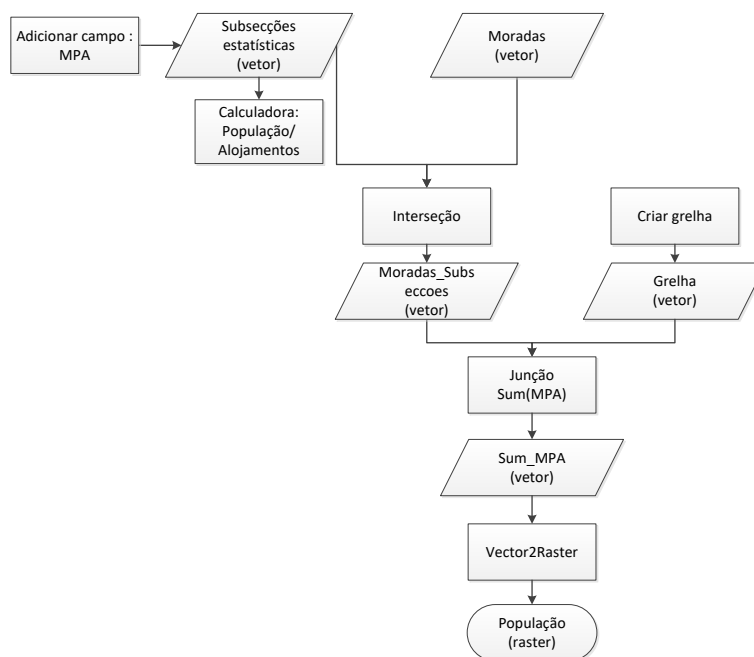 Adicionar campo :
MPA
Subsecções
estatísticas
(vetor)
Moradas
(vetor)
Calculadora:
População/
Alojamentos
Interseção
Criar grelha
Moradas_Subs
eccoes
(vetor)
Grelha
(vetor)
Junção
Sum(MPA)
Sum_MPA
(vetor)
Vector2Raster
População
(raster)